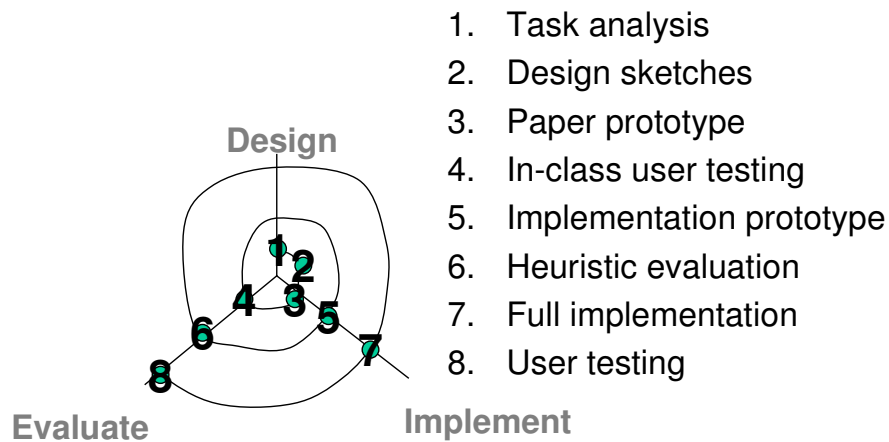 Design
1
2
3
4
5
6
7
8
Evaluate
Implement
1. Task analysis
2. Design sketches
3. Paper prototype
4. In-class user testing
5. Implementation prototype
6. Heuristic evaluation
7. Full implementation
8. User testing